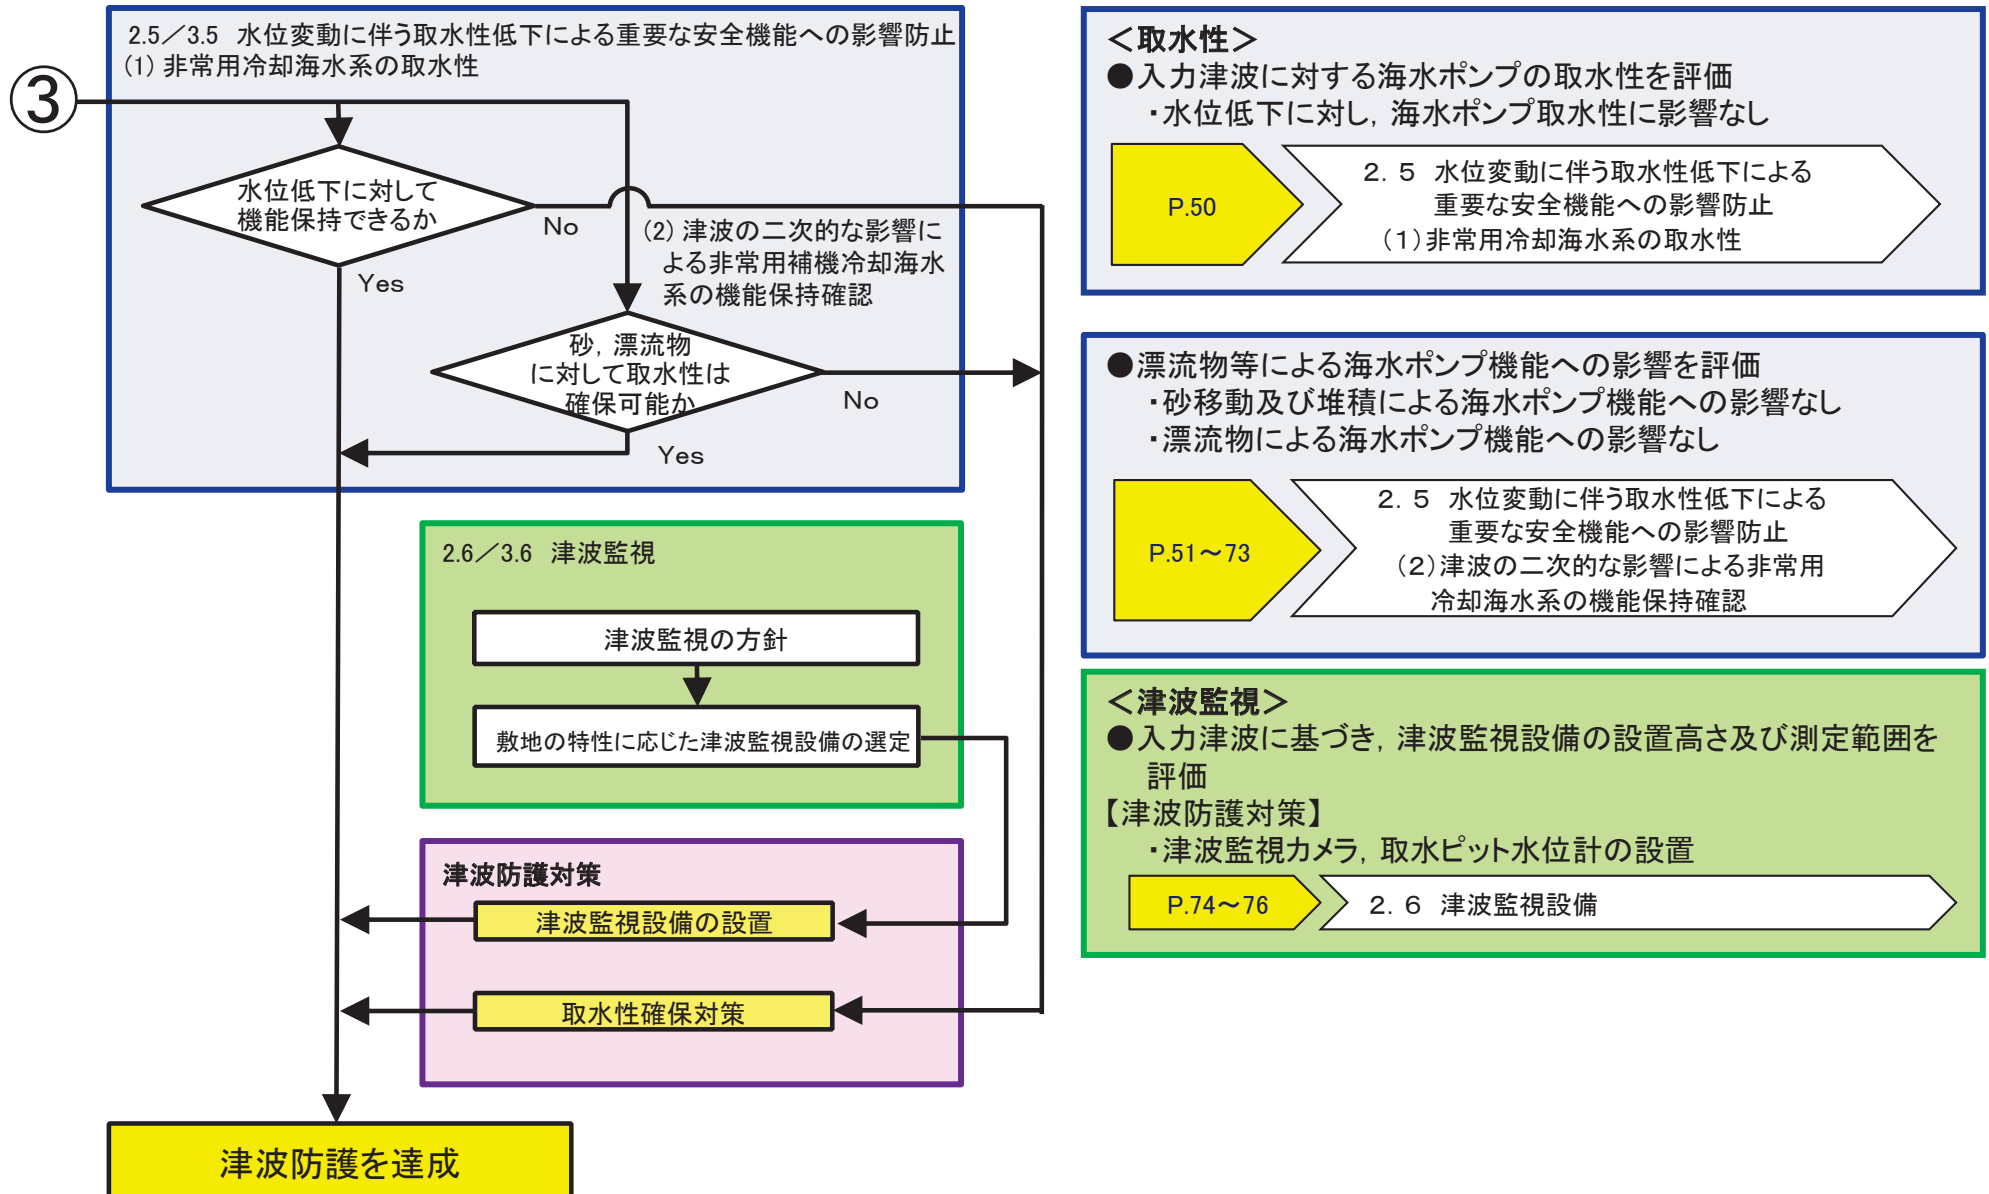 2.5／3.5 水位変動に伴う取水性低下による重要な安全機能への影響防止
(1) 非常用冷却海水系の取水性
③
水位低下に対して
機能保持できるか
No
Yes
(2) 津波の二次的な影響に
よる非常用補機冷却海水
系の機能保持確認
砂，漂流物
に対して取水性は
確保可能か
No
Yes
2.6／3.6 津波監視
津波監視の方針
敷地の特性に応じた津波監視設備の選定
津波防護対策
津波監視設備の設置
取水性確保対策
津波防護を達成
＜取水性＞
●入力津波に対する海水ポンプの取水性を評価
・水位低下に対し，海水ポンプ取水性に影響なし
P.50
２．５ 水位変動に伴う取水性低下による
重要な安全機能への影響防止
（１）非常用冷却海水系の取水性
●漂流物等による海水ポンプ機能への影響を評価
・砂移動及び堆積による海水ポンプ機能への影響なし
・漂流物による海水ポンプ機能への影響なし
P.51～73
２．５ 水位変動に伴う取水性低下による
重要な安全機能への影響防止
（２）津波の二次的な影響による非常用
冷却海水系の機能保持確認
＜津波監視＞
●入力津波に基づき，津波監視設備の設置高さ及び測定範囲を
評価
【津波防護対策】
・津波監視カメラ，取水ピット水位計の設置
P.74～76
２．６ 津波監視設備